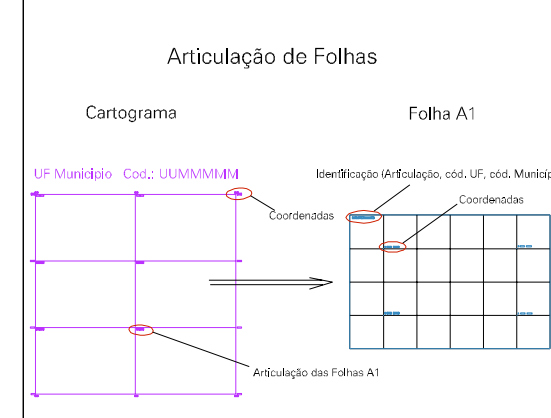 Articulação de Folhas
Cartograma
Folha A1
UF Municipio Cod.: UUMMMMM
Identificação (Articulação, cód. UF, cód. Municíp
Coordenadas
Coordenadas
Articulação das Folhas A1